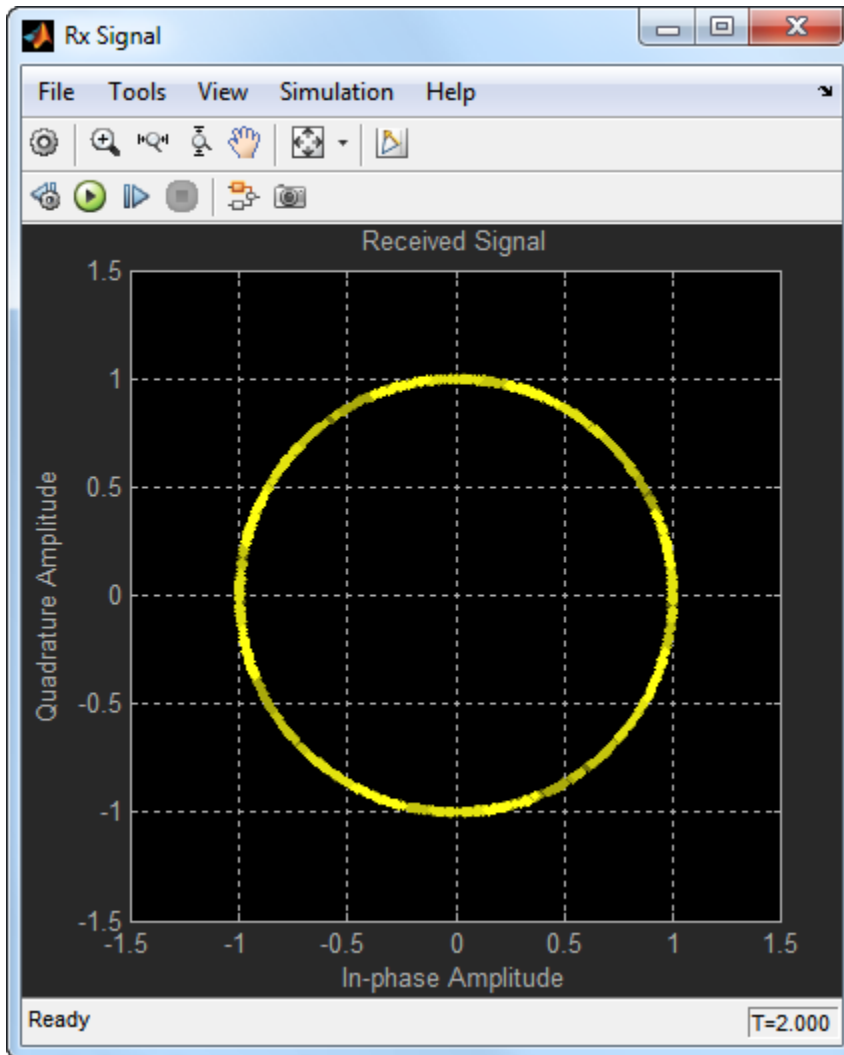 Rx Signal
File Tools View Simulation Help
Received Signal
1.5
1
0.5
0
-0.5
-1
-1.5
Quadrature Amplitude
-1.5 -1 -0.5 0 0.5 1 1.5
In-phase Amplitude
Ready T=2.000